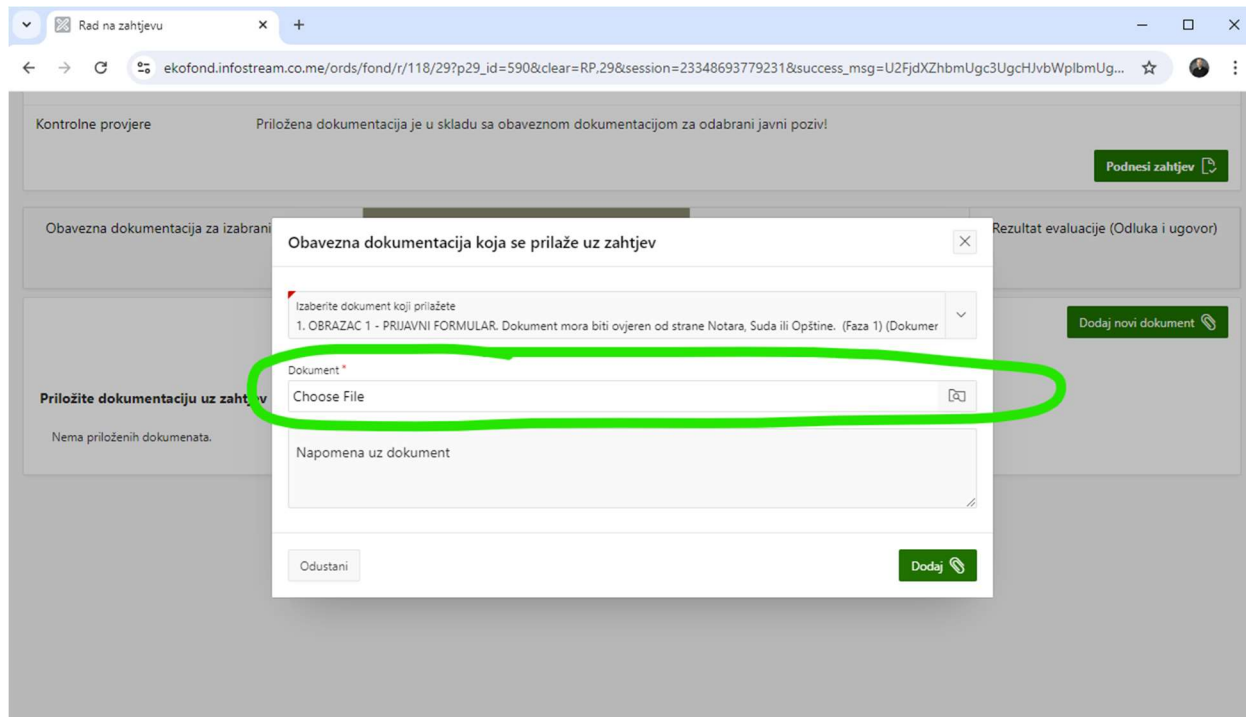 Rad na zahtjevu
ekofond.infostream.co.me/ords/fond/r/118/29?p29_id=590&clear=RP,29&session=23348693779231&success_msg=U2FjdXZhbmUgc3UgcHJvbWplbmUg...
Kontrolne provjere Priložena dokumentacija je u skladu sa obaveznom dokumentacijom za odabrani javni poziv!
Podnesi zahtjev
Obavezna dokumentacija za izabrani
Rezultat evaluacije (Odluka i ugovor)
Obavezna dokumentacija koja se prilaže uz zahtjev
Izaberite dokument koji prilažete
1. OBRAZAC 1 - PRIJAVNI FORMULAR. Dokument mora biti ovjeren od strane Notara, Suda ili Opštine. (Faza 1) (Dokumer
Dodaj novi dokument
Dokument *
Choose File
Priložite dokumentaciju uz zahtjev
Nema priloženih dokumenata.
Napomena uz dokument
Odustani
Dodaj